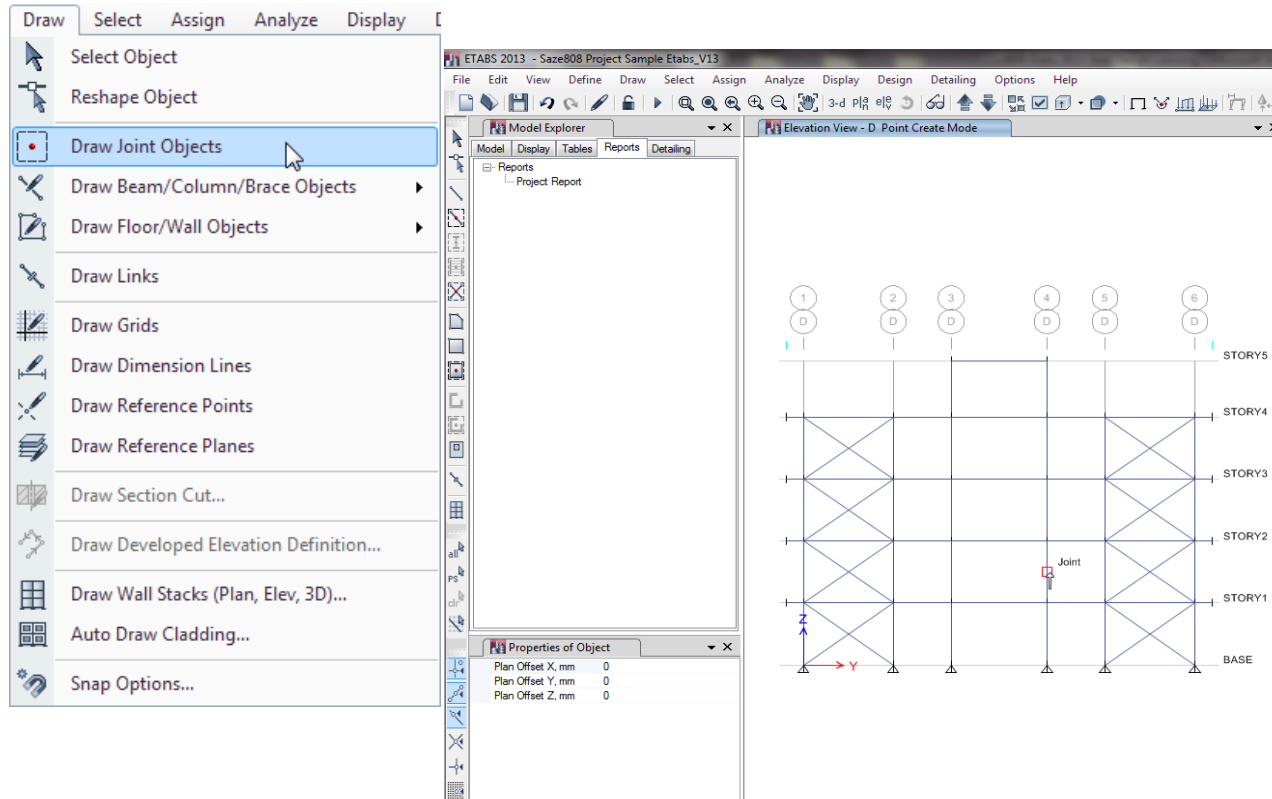 Draw Select Assign Analyze Display
Select Object
Reshape Object
Draw Joint Objects
Draw Beam/Column/Brace Objects
Draw Floor/Wall Objects
Draw Links
Draw Grids
Draw Dimension Lines
Draw Reference Points
Draw Reference Planes
Draw Section Cut...
Draw Developed Elevation Definition...
Draw Wall Stacks (Plan, Elev, 3D)...
Auto Draw Cladding...
Snap Options...
ETABS 2013 - Saze808 Project Sample Etabs_V13
File Edit View Define Draw Select Assign Analyze Display Design Detailing Options Help
3-d
Model Explorer
Model Display Tables Reports Detailing
Reports
Project Report
all
PS
clr
Properties of Object
Plan Offset X, mm 0
Plan Offset Y, mm 0
Plan Offset Z, mm 0
Elevation View - D Point Create Mode
1 2 3 4 5 6
D D D D D D
STORY5
STORY4
STORY3
STORY2
Joint
STORY1
Z
Y
BASE